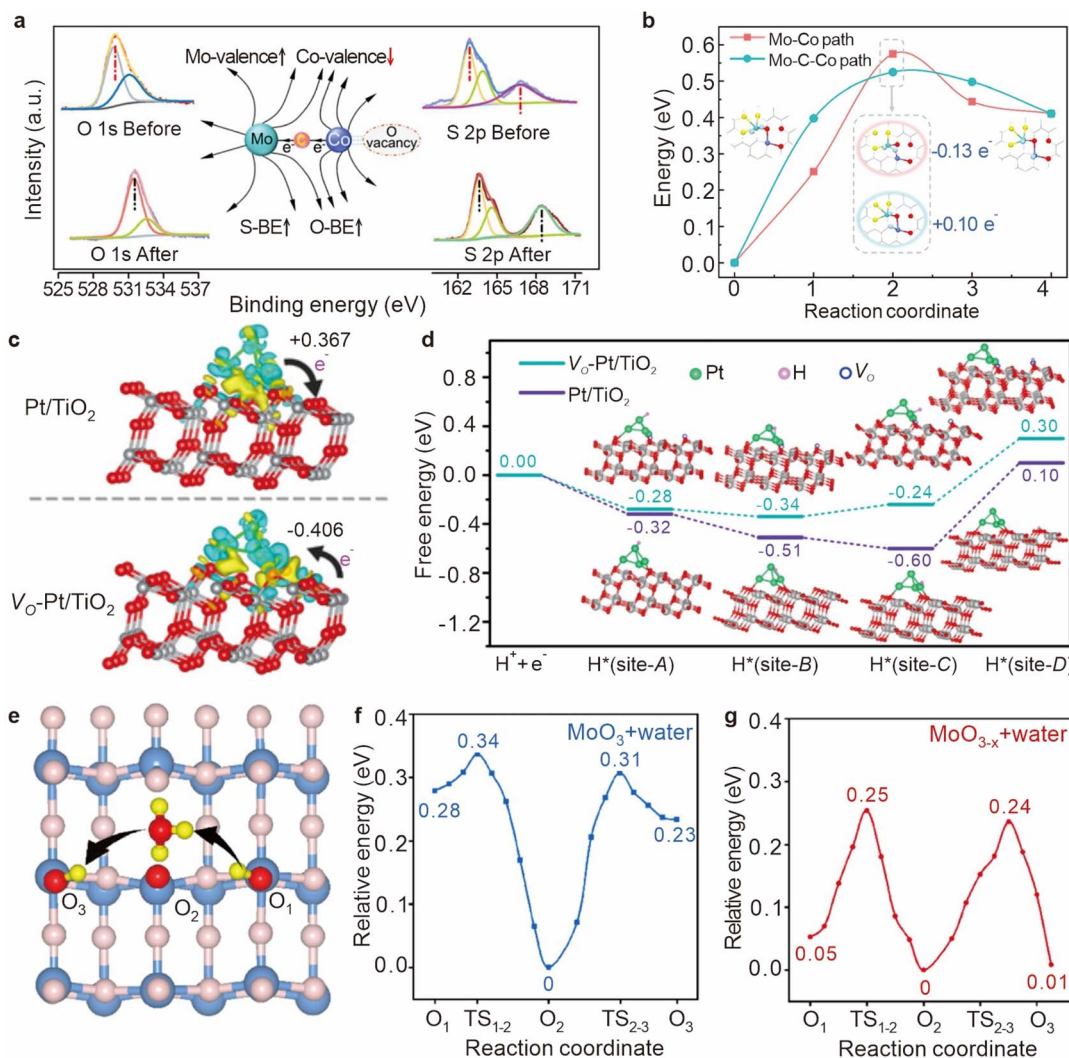 a
Intensity (a.u.)
O 1s Before
O 1s After
Mo-valence↑ Co-valence↓
Mo e⁻ C e⁻ Co
O
vacancy
S-BE↑ O-BE↑
S 2p Before
S 2p After
525 528 531 534 537
162 165 168 171
Binding energy (eV)
b
Mo-Co path
Mo-C-Co path
Energy (eV)
0.6
0.5
0.4
0.3
0.2
0.1
0.0
-0.13 e⁻
+0.10 e⁻
0 1 2 3 4
Reaction coordinate
c
+0.367
e⁻
Pt/TiO₂
-0.406
e⁻
V_O-Pt/TiO₂
d
V_O-Pt/TiO₂
Pt/TiO₂
Pt H V_O
Free energy (eV)
0.8
0.4
0.0
-0.4
-0.8
-1.2
0.00
-0.28
-0.34
-0.24
0.30
-0.32
-0.51
-0.60
0.10
H⁺ + e⁻ H*(site-A) H*(site-B) H*(site-C) H*(site-D)
e
O₃ O₂ O₁
f
MoO₃+water
Relative energy (eV)
0.4
0.3
0.2
0.1
0.0
0.28
0.34
0
0.31
0.23
O₁ TS₁₋₂ O₂ TS₂₋₃ O₃
Reaction coordinate
g
MoO₃₋ₓ+water
Relative energy (eV)
0.4
0.3
0.2
0.1
0.0
0.05
0.25
0
0.24
0.01
O₁ TS₁₋₂ O₂ TS₂₋₃ O₃
Reaction coordinate